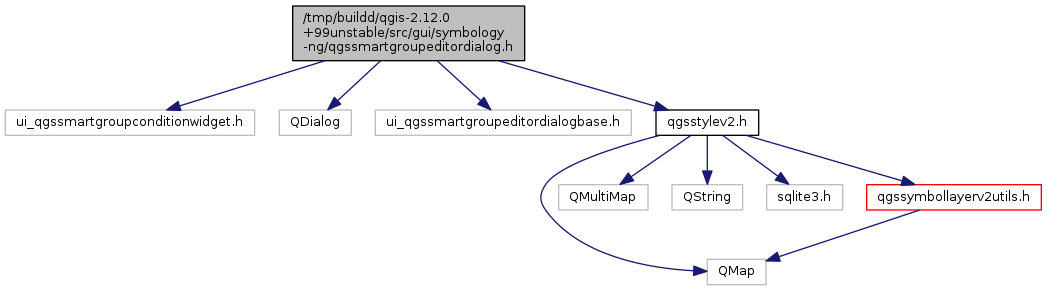 /tmp/buildd/qgis-2.12.0
+99unstable/src/gui/symbology
-ng/qgssmartgroupeditordialog.h
ui_qgssmartgroupconditionwidget.h
QDialog
ui_qgssmartgroupeditordialogbase.h
qgsstylev2.h
QMultiMap
QString
sqlite3.h
qgssymbollayerv2utils.h
QMap